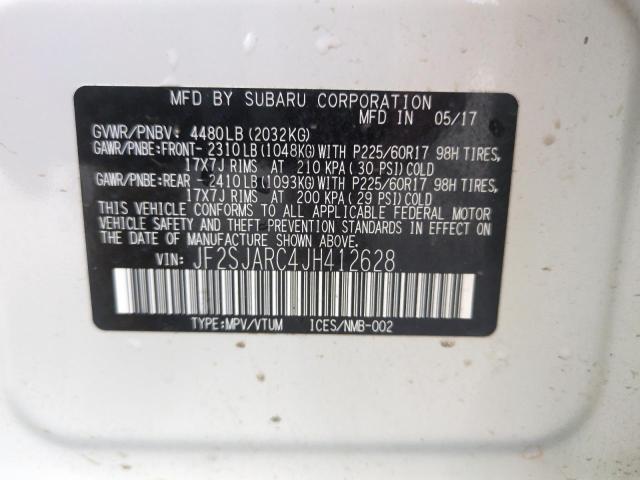 MFD BY SUBARU CORPORATION
MFD IN 05/17
GVWR/PNBV: 4480LB (2032KG)
GAWR/PNBE:FRONT-2310LB(1048KG)WITH P225/60R17 98H TIRES,
17X7J RIMS AT 210 KPA ( 30 PSI)COLD
GAWR/PNBE:REAR -2410LB(1093KG)WITH P225/60R17 98H TIRES,
17X7J RIMS AT 200 KPA ( 29 PSI)COLD
THIS VEHICLE CONFORMS TO ALL APPLICABLE FEDERAL MOTOR
VEHICLE SAFETY AND THEFT PREVENTION STANDARDS IN EFFECT ON
THE DATE OF MANUFACTURE SHOWN ABOVE.
VIN: JF2SJARC4JH412628
TYPE:MPV/VTUM ICES/NMB-002